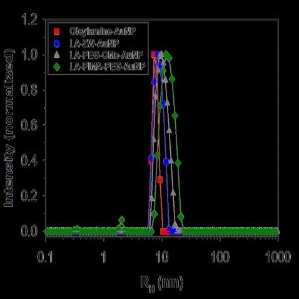 Oleylamine-AuNP
LA-ZW-AuNP
LA-PEG-OMe-AuNP
LA-PIMA-PEG-AuNP
Intensity (normalized)
1.2
1.0
0.8
0.6
0.4
0.2
0.0
0.1 1 10 100 1000
R_H (nm)